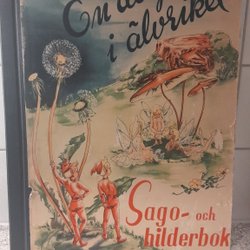 En
i älvriket
Sago- och
bilderbok